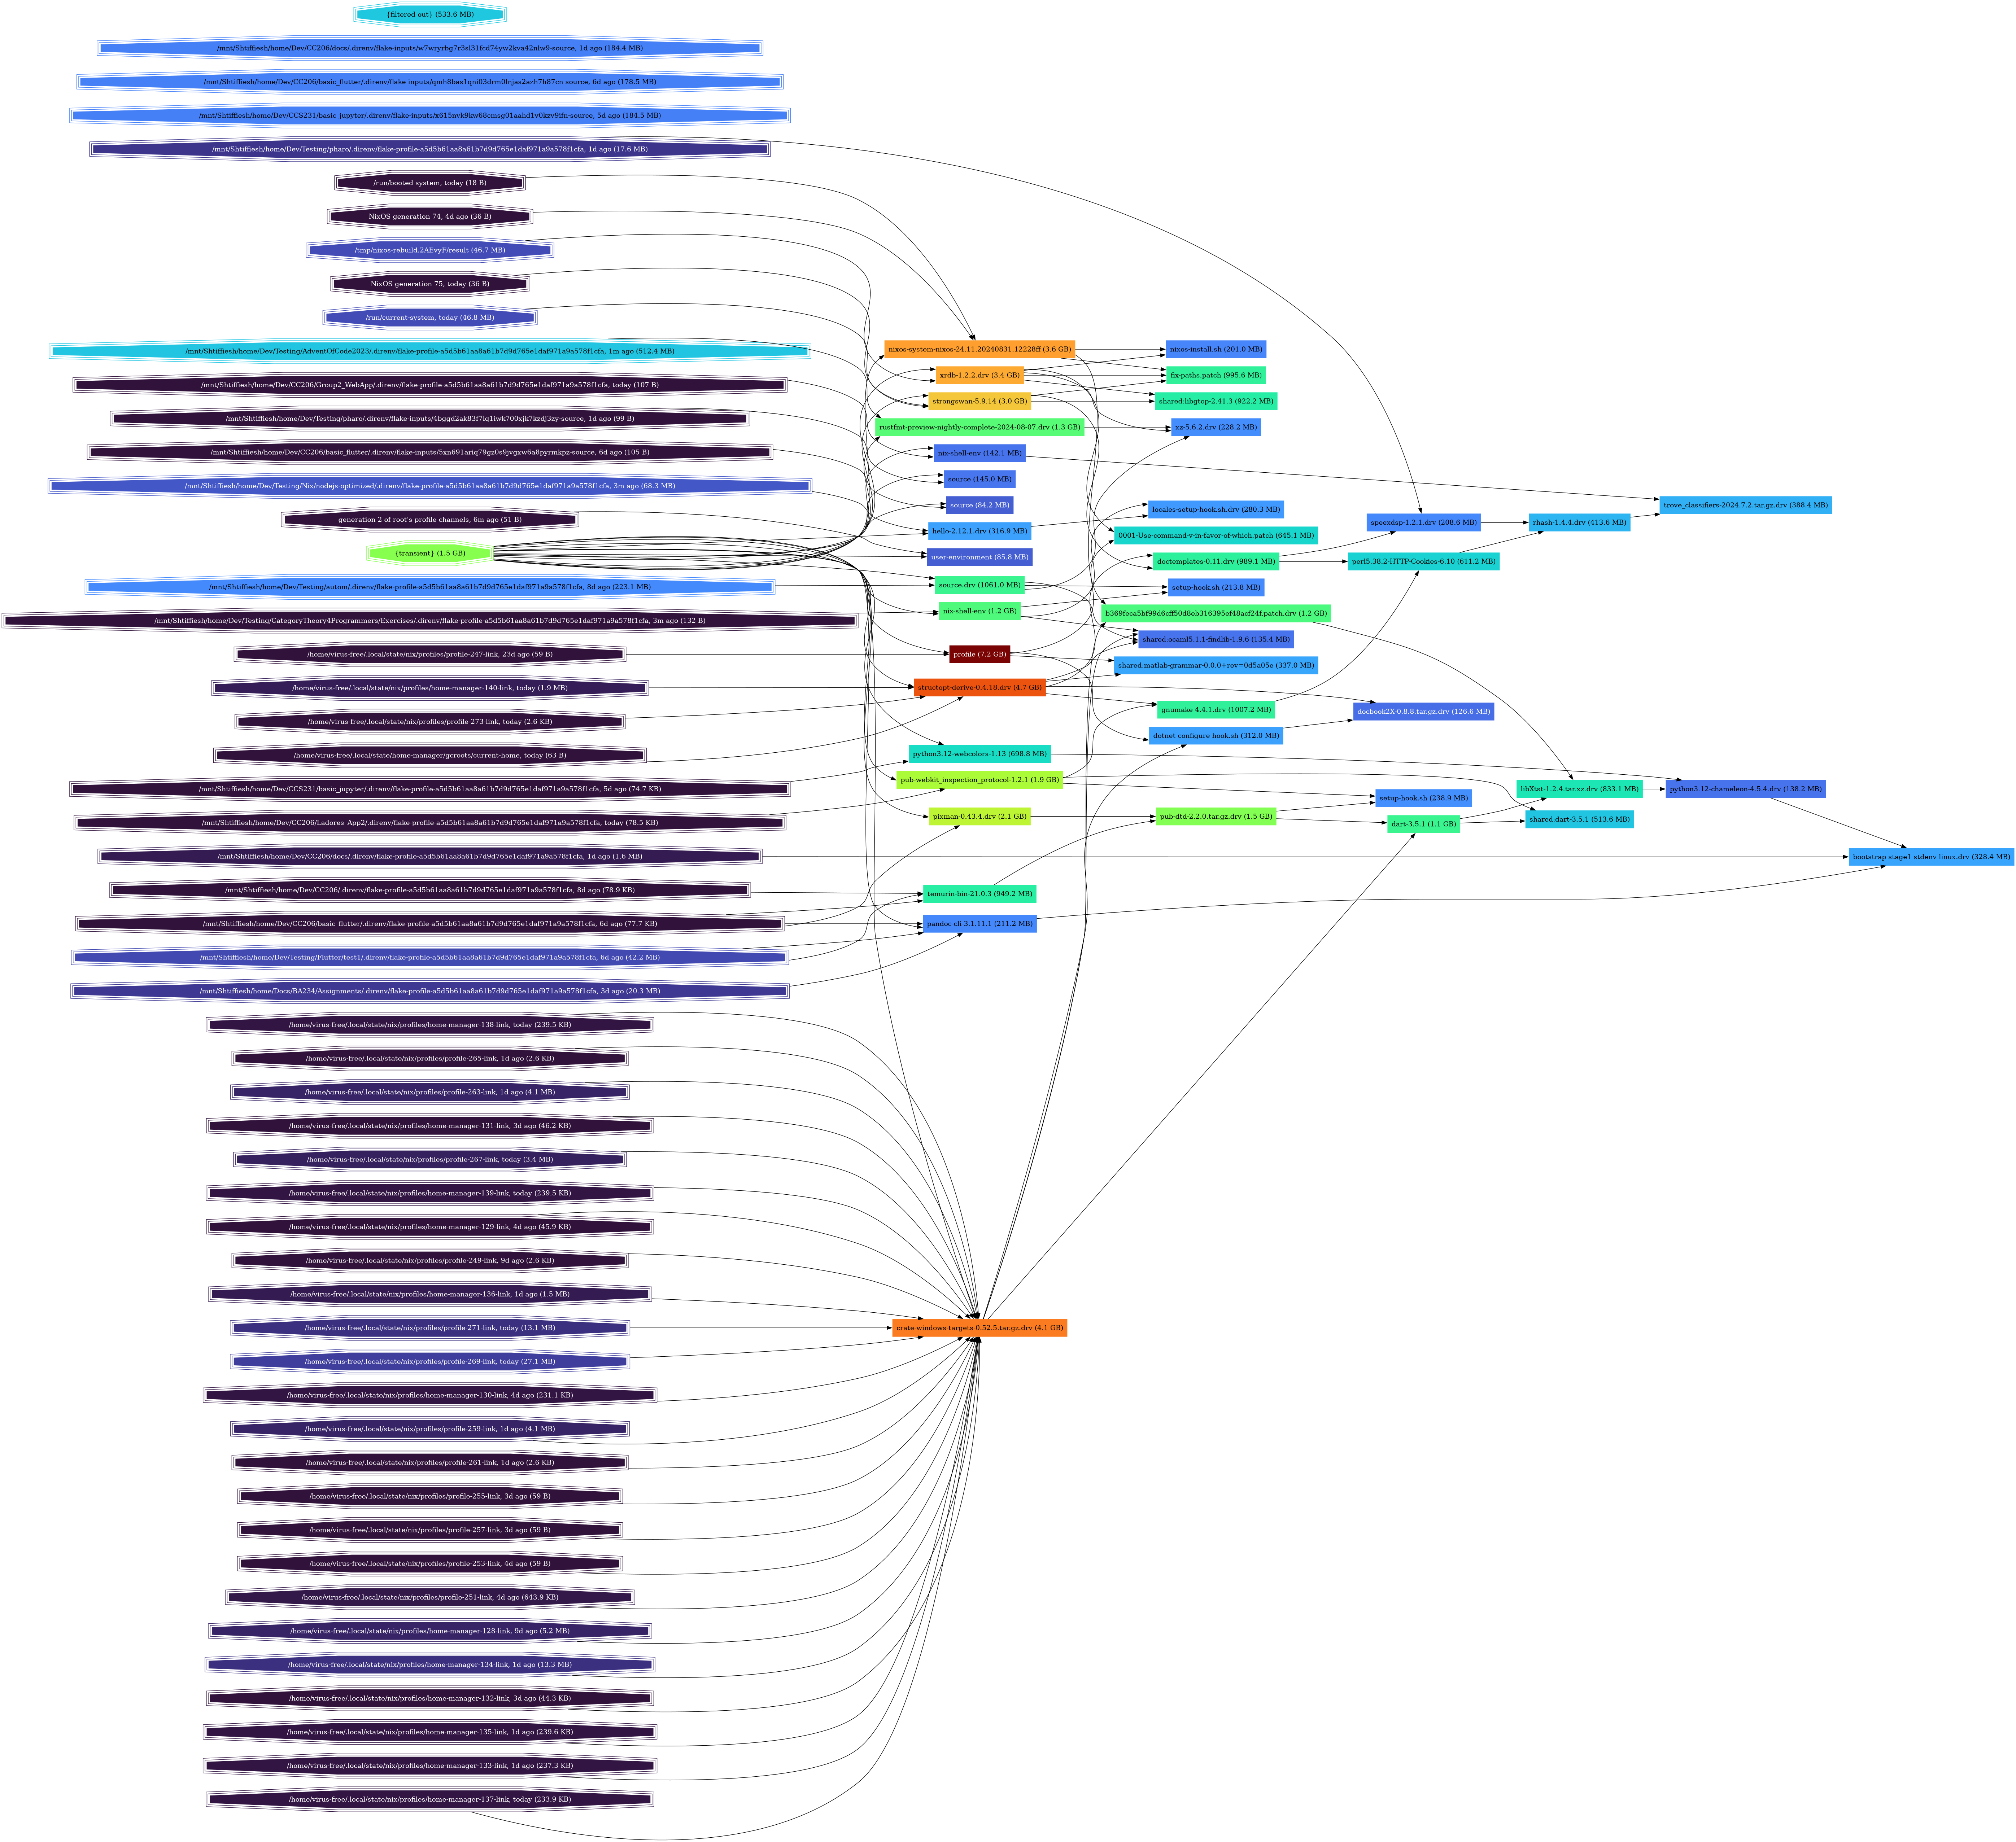 {filtered out} (533.6 MB)
/mnt/Shtiffiesh/home/Dev/CC206/docs/.direnv/flake-inputs/w7wryrbg7r3sl31fcd74yw2kva42nlw9-source, 1d ago (184.4 MB)
/mnt/Shtiffiesh/home/Dev/CC206/basic_flutter/.direnv/flake-inputs/qmh8bas1qni03drm0lnjas2azh7h87cn-source, 6d ago (178.5 MB)
/mnt/Shtiffiesh/home/Dev/CCS231/basic_jupyter/.direnv/flake-inputs/x615nvk9kw68cmsg01aahd1v0kzv9ifn-source, 5d ago (184.5 MB)
/mnt/Shtiffiesh/home/Dev/Testing/pharo/.direnv/flake-profile-a5d5b61aa8a61b7d9d765e1daf971a9a578f1cfa, 1d ago (17.6 MB)
/run/booted-system, today (18 B)
NixOS generation 74, 4d ago (36 B)
/tmp/nixos-rebuild.2AEvyF/result (46.7 MB)
NixOS generation 75, today (36 B)
/run/current-system, today (46.8 MB)
/mnt/Shtiffiesh/home/Dev/Testing/AdventOfCode2023/.direnv/flake-profile-a5d5b61aa8a61b7d9d765e1daf971a9a578f1cfa, 1m ago (512.4 MB)
/mnt/Shtiffiesh/home/Dev/CC206/Group2_WebApp/.direnv/flake-profile-a5d5b61aa8a61b7d9d765e1daf971a9a578f1cfa, today (107 B)
/mnt/Shtiffiesh/home/Dev/Testing/pharo/.direnv/flake-inputs/4bggd2ak83f7lq1iwk700xjk7kzdj3zy-source, 1d ago (99 B)
/mnt/Shtiffiesh/home/Dev/CC206/basic_flutter/.direnv/flake-inputs/5xn691ariq79gz0s9jvgxw6a8pyrmkpz-source, 6d ago (105 B)
/mnt/Shtiffiesh/home/Dev/Testing/Nix/nodejs-optimized/.direnv/flake-profile-a5d5b61aa8a61b7d9d765e1daf971a9a578f1cfa, 3m ago (68.3 MB)
generation 2 of root's profile channels, 6m ago (51 B)
{transient} (1.5 GB)
/mnt/Shtiffiesh/home/Dev/Testing/autom/.direnv/flake-profile-a5d5b61aa8a61b7d9d765e1daf971a9a578f1cfa, 8d ago (223.1 MB)
/mnt/Shtiffiesh/home/Dev/Testing/CategoryTheory4Programmers/Exercises/.direnv/flake-profile-a5d5b61aa8a61b7d9d765e1daf971a9a578f1cfa, 3m ago (132 B)
/home/virus-free/.local/state/nix/profiles/profile-247-link, 23d ago (59 B)
/home/virus-free/.local/state/nix/profiles/home-manager-140-link, today (1.9 MB)
/home/virus-free/.local/state/nix/profiles/profile-273-link, today (2.6 KB)
/home/virus-free/.local/state/home-manager/gcroots/current-home, today (63 B)
/mnt/Shtiffiesh/home/Dev/CCS231/basic_jupyter/.direnv/flake-profile-a5d5b61aa8a61b7d9d765e1daf971a9a578f1cfa, 5d ago (74.7 KB)
/mnt/Shtiffiesh/home/Dev/CC206/Ladores_App2/.direnv/flake-profile-a5d5b61aa8a61b7d9d765e1daf971a9a578f1cfa, today (78.5 KB)
/mnt/Shtiffiesh/home/Dev/CC206/docs/.direnv/flake-profile-a5d5b61aa8a61b7d9d765e1daf971a9a578f1cfa, 1d ago (1.6 MB)
/mnt/Shtiffiesh/home/Dev/CC206/.direnv/flake-profile-a5d5b61aa8a61b7d9d765e1daf971a9a578f1cfa, 8d ago (78.9 KB)
/mnt/Shtiffiesh/home/Dev/CC206/basic_flutter/.direnv/flake-profile-a5d5b61aa8a61b7d9d765e1daf971a9a578f1cfa, 6d ago (77.7 KB)
/mnt/Shtiffiesh/home/Dev/Testing/Flutter/test1/.direnv/flake-profile-a5d5b61aa8a61b7d9d765e1daf971a9a578f1cfa, 6d ago (42.2 MB)
/mnt/Shtiffiesh/home/Docs/BA234/Assignments/.direnv/flake-profile-a5d5b61aa8a61b7d9d765e1daf971a9a578f1cfa, 3d ago (20.3 MB)
/home/virus-free/.local/state/nix/profiles/home-manager-138-link, today (239.5 KB)
/home/virus-free/.local/state/nix/profiles/profile-265-link, 1d ago (2.6 KB)
/home/virus-free/.local/state/nix/profiles/profile-263-link, 1d ago (4.1 MB)
/home/virus-free/.local/state/nix/profiles/home-manager-131-link, 3d ago (46.2 KB)
/home/virus-free/.local/state/nix/profiles/profile-267-link, today (3.4 MB)
/home/virus-free/.local/state/nix/profiles/home-manager-139-link, today (239.5 KB)
/home/virus-free/.local/state/nix/profiles/home-manager-129-link, 4d ago (45.9 KB)
/home/virus-free/.local/state/nix/profiles/profile-249-link, 9d ago (2.6 KB)
/home/virus-free/.local/state/nix/profiles/home-manager-136-link, 1d ago (1.5 MB)
/home/virus-free/.local/state/nix/profiles/profile-271-link, today (13.1 MB)
/home/virus-free/.local/state/nix/profiles/profile-269-link, today (27.1 MB)
/home/virus-free/.local/state/nix/profiles/home-manager-130-link, 4d ago (231.1 KB)
/home/virus-free/.local/state/nix/profiles/profile-259-link, 1d ago (4.1 MB)
/home/virus-free/.local/state/nix/profiles/profile-261-link, 1d ago (2.6 KB)
/home/virus-free/.local/state/nix/profiles/profile-255-link, 3d ago (59 B)
/home/virus-free/.local/state/nix/profiles/profile-257-link, 3d ago (59 B)
/home/virus-free/.local/state/nix/profiles/profile-253-link, 4d ago (59 B)
/home/virus-free/.local/state/nix/profiles/profile-251-link, 4d ago (643.9 KB)
/home/virus-free/.local/state/nix/profiles/home-manager-128-link, 9d ago (5.2 MB)
/home/virus-free/.local/state/nix/profiles/home-manager-134-link, 1d ago (13.3 MB)
/home/virus-free/.local/state/nix/profiles/home-manager-132-link, 3d ago (44.3 KB)
/home/virus-free/.local/state/nix/profiles/home-manager-135-link, 1d ago (239.6 KB)
/home/virus-free/.local/state/nix/profiles/home-manager-133-link, 1d ago (237.3 KB)
/home/virus-free/.local/state/nix/profiles/home-manager-137-link, today (233.9 KB)
nixos-system-nixos-24.11.20240831.12228ff (3.6 GB)
xrdb-1.2.2.drv (3.4 GB)
strongswan-5.9.14 (3.0 GB)
rustfmt-preview-nightly-complete-2024-08-07.drv (1.3 GB)
nix-shell-env (142.1 MB)
source (145.0 MB)
source (84.2 MB)
hello-2.12.1.drv (316.9 MB)
user-environment (85.8 MB)
source.drv (1061.0 MB)
nix-shell-env (1.2 GB)
profile (7.2 GB)
structopt-derive-0.4.18.drv (4.7 GB)
python3.12-webcolors-1.13 (698.8 MB)
pub-webkit_inspection_protocol-1.2.1 (1.9 GB)
pixman-0.43.4.drv (2.1 GB)
temurin-bin-21.0.3 (949.2 MB)
pandoc-cli-3.1.11.1 (211.2 MB)
crate-windows-targets-0.52.5.tar.gz.drv (4.1 GB)
nixos-install.sh (201.0 MB)
fix-paths.patch (995.6 MB)
shared:libgtop-2.41.3 (922.2 MB)
xz-5.6.2.drv (228.2 MB)
locales-setup-hook.sh.drv (280.3 MB)
0001-Use-command-v-in-favor-of-which.patch (645.1 MB)
doctemplates-0.11.drv (989.1 MB)
setup-hook.sh (213.8 MB)
b369feca5bf99d6cff50d8eb316395ef48acf24f.patch.drv (1.2 GB)
shared:ocaml5.1.1-findlib-1.9.6 (135.4 MB)
shared:matlab-grammar-0.0.0+rev=0d5a05e (337.0 MB)
gnumake-4.4.1.drv (1007.2 MB)
dotnet-configure-hook.sh (312.0 MB)
pub-dtd-2.2.0.tar.gz.drv (1.5 GB)
speexdsp-1.2.1.drv (208.6 MB)
perl5.38.2-HTTP-Cookies-6.10 (611.2 MB)
docbook2X-0.8.8.tar.gz.drv (126.6 MB)
setup-hook.sh (238.9 MB)
dart-3.5.1 (1.1 GB)
rhash-1.4.4.drv (413.6 MB)
libXtst-1.2.4.tar.xz.drv (833.1 MB)
shared:dart-3.5.1 (513.6 MB)
trove_classifiers-2024.7.2.tar.gz.drv (388.4 MB)
python3.12-chameleon-4.5.4.drv (138.2 MB)
bootstrap-stage1-stdenv-linux.drv (328.4 MB)